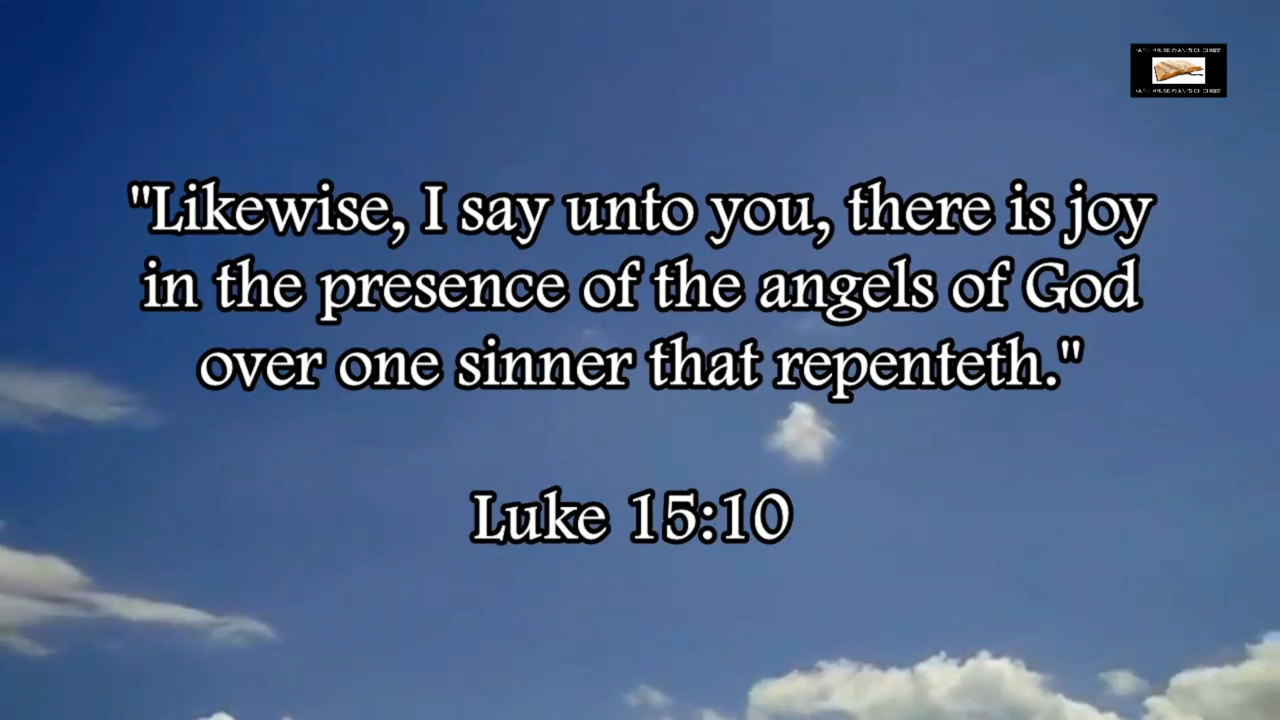 "Likewise, I say unto you, there is joy
in the presence of the angels of God
over one sinner that repenteth."
Luke 15:10